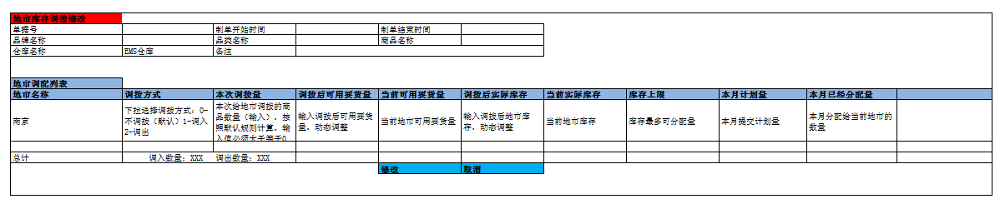 地市库存调拨修改
单据号 制单开始时间 制单结束时间
品牌名称 品类名称 商品名称
仓库名称 EMS仓库 备注
地市调配列表
地市名称 调拨方式 本次调拨量 调拨后可用要货量 当前可用要货量 调拨后实际库存 当前实际库存 库存上限 本月计划量 本月已经分配量
南京
下拉选择调拨方式：0-
不调拨（默认）1-调入
2-调出
本次给地市调拨的商
品数量（输入），按
照默认规则计算，输
入值必须大于等于0
输入调拨后可用要货
量，动态调整
当前地市可用要货量
输入调拨后地市库
存，动态调整
当前地市库存
库存最多可分配量
本月提交计划量
本月分配给当前地市的
数量
总计 调入数量：XXX 调出数量：XXX
修改 取消